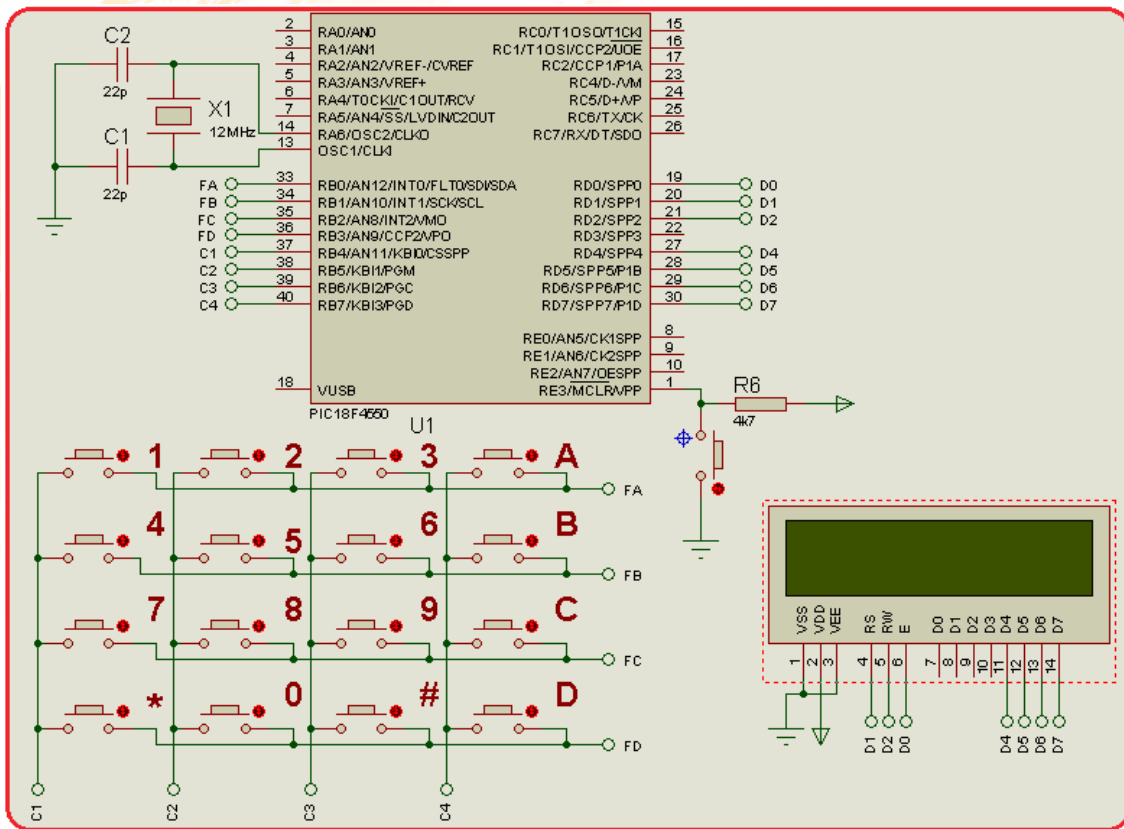 C2
22p
X1
12MHz
C1
22p
2 RA0/AN0
3 RA1/AN1
4 RA2/AN2/VREF-/CVREF
5 RA3/AN3/VREF+
6 RA4/T0CKI/C1OUT/RCV
7 RA5/AN4/SS/LVDIN/C2OUT
14 RA6/OSC2/CLKO
13 OSC1/CLKI
FA 33 RB0/AN12/INT0/FLT0/SDI/SDA
FB 34 RB1/AN10/INT1/SCK/SCL
FC 35 RB2/AN8/INT2/VMO
FD 36 RB3/AN9/CCP2/VPO
C1 37 RB4/AN11/KBI0/CSSPP
C2 38 RB5/KBI1/PGM
C3 39 RB6/KBI2/PGC
C4 40 RB7/KBI3/PGD
18 VUSB
RC0/T1OSO/T1CKI 15
RC1/T1OSI/CCP2/UOE 16
RC2/CCP1/P1A 17
RC4/D-/VM 23
RC5/D+/VP 24
RC6/TX/CK 25
RC7/RX/DT/SDO 26
RD0/SPP0 19 D0
RD1/SPP1 20 D1
RD2/SPP2 21 D2
RD3/SPP3 22
RD4/SPP4 27 D4
RD5/SPP5/P1B 28 D5
RD6/SPP6/P1C 29 D6
RD7/SPP7/P1D 30 D7
RE0/AN5/CK1SPP 8
RE1/AN6/CK2SPP 9
RE2/AN7/OESPP 10
RE3/MCLR/VPP 1
PIC18F4550
U1
R6
4k7
1 2 3 A
FA
4 5 6 B
FB
7 8 9 C
FC
* 0 # D
FD
C1 C2 C3 C4
VSS VDD VEE RS RW E D0 D1 D2 D3 D4 D5 D6 D7
1 2 3 4 5 6 7 8 9 10 11 12 13 14
D1 D2 D0 D4 D5 D6 D7